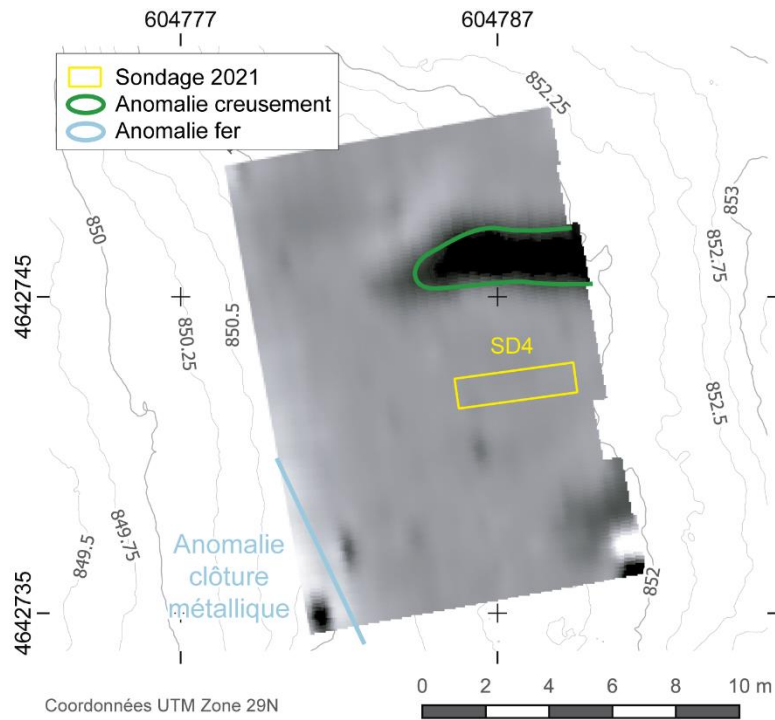 604777
604787
Sondage 2021
Anomalie creusement
Anomalie fer
852.25
853
850
852.75
4642745
850.25
850.5
SD4
852.5
849.5
849.75
Anomalie
clôture
métallique
852
4642735
Coordonnées UTM Zone 29N
0 2 4 6 8 10 m